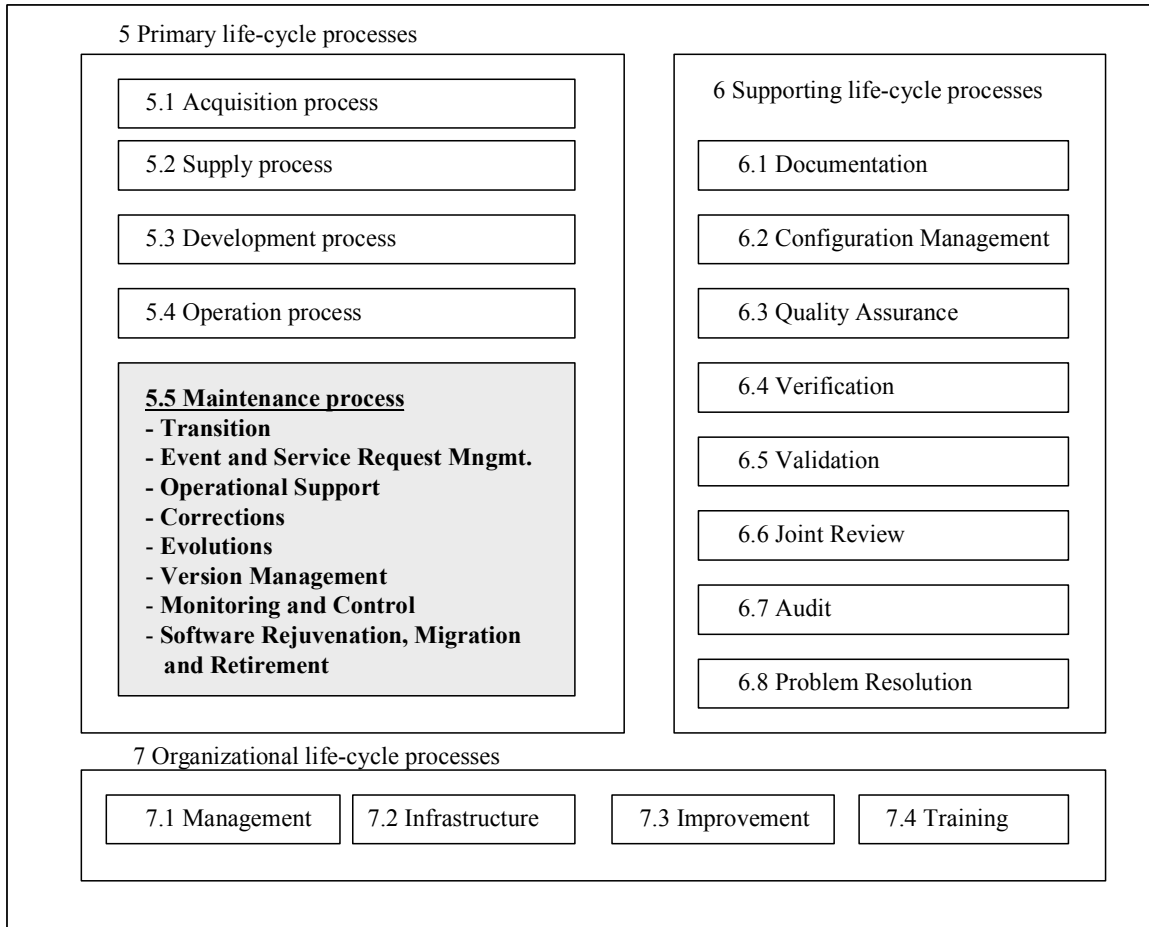 5 Primary life-cycle processes
5.1 Acquisition process
5.2 Supply process
5.3 Development process
5.4 Operation process
5.5 Maintenance process
- Transition
- Event and Service Request Mngmt.
- Operational Support
- Corrections
- Evolutions
- Version Management
- Monitoring and Control
- Software Rejuvenation, Migration
and Retirement
6 Supporting life-cycle processes
6.1 Documentation
6.2 Configuration Management
6.3 Quality Assurance
6.4 Verification
6.5 Validation
6.6 Joint Review
6.7 Audit
6.8 Problem Resolution
7 Organizational life-cycle processes
7.1 Management
7.2 Infrastructure
7.3 Improvement
7.4 Training